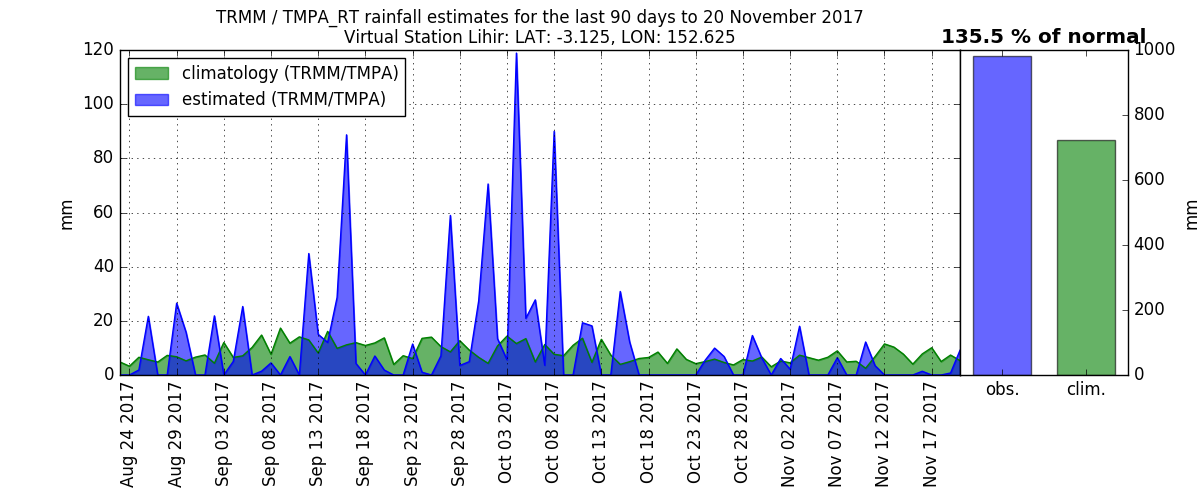 TRMM / TMPA_RT rainfall estimates for the last 90 days to 20 November 2017
Virtual Station Lihir: LAT: -3.125, LON: 152.625
135.5 % of normal
climatology (TRMM/TMPA)
estimated (TRMM/TMPA)
mm
120
100
80
60
40
20
0
Aug 24 2017
Aug 29 2017
Sep 03 2017
Sep 08 2017
Sep 13 2017
Sep 18 2017
Sep 23 2017
Sep 28 2017
Oct 03 2017
Oct 08 2017
Oct 13 2017
Oct 18 2017
Oct 23 2017
Oct 28 2017
Nov 02 2017
Nov 07 2017
Nov 12 2017
Nov 17 2017
obs.
clim.
1000
800
600
400
200
0
mm